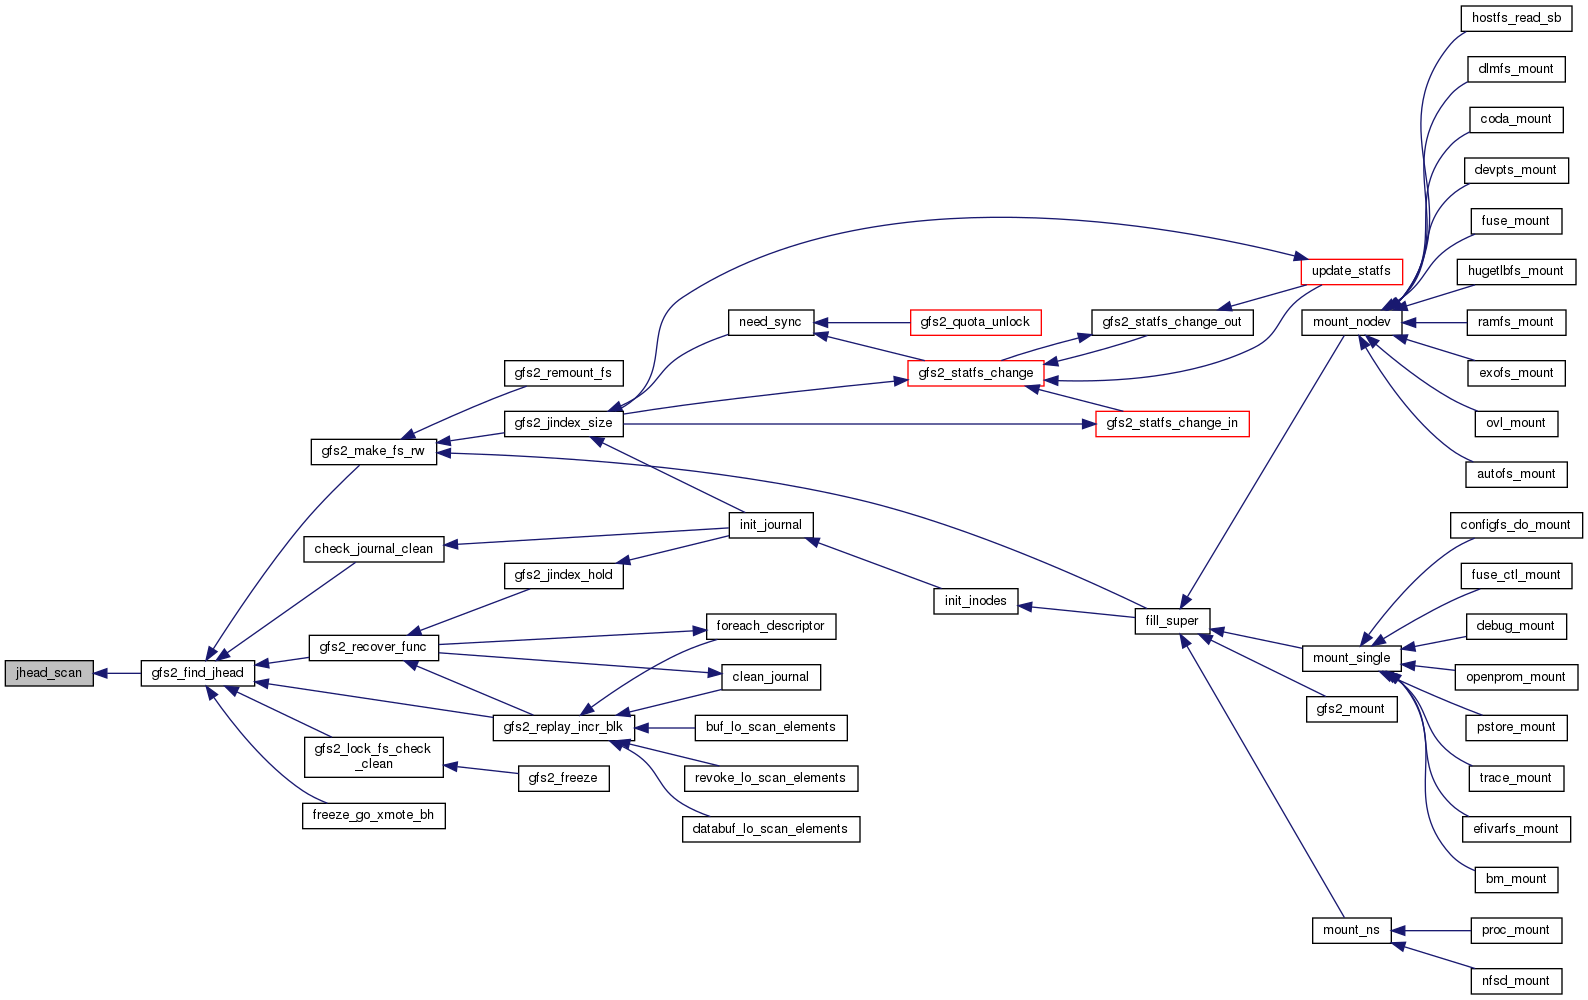 hostfs_read_sb
dlmfs_mount
coda_mount
devpts_mount
fuse_mount
update_statfs
hugetlbfs_mount
need_sync
gfs2_quota_unlock
gfs2_statfs_change_out
mount_nodev
ramfs_mount
gfs2_remount_fs
gfs2_statfs_change
exofs_mount
gfs2_jindex_size
gfs2_statfs_change_in
ovl_mount
gfs2_make_fs_rw
autofs_mount
init_journal
configfs_do_mount
check_journal_clean
gfs2_jindex_hold
fuse_ctl_mount
init_inodes
fill_super
foreach_descriptor
debug_mount
gfs2_recover_func
mount_single
jhead_scan
gfs2_find_jhead
clean_journal
openprom_mount
gfs2_mount
gfs2_replay_incr_blk
buf_lo_scan_elements
pstore_mount
gfs2_lock_fs_check
_clean
gfs2_freeze
revoke_lo_scan_elements
trace_mount
freeze_go_xmote_bh
databuf_lo_scan_elements
efivarfs_mount
bm_mount
mount_ns
proc_mount
nfsd_mount